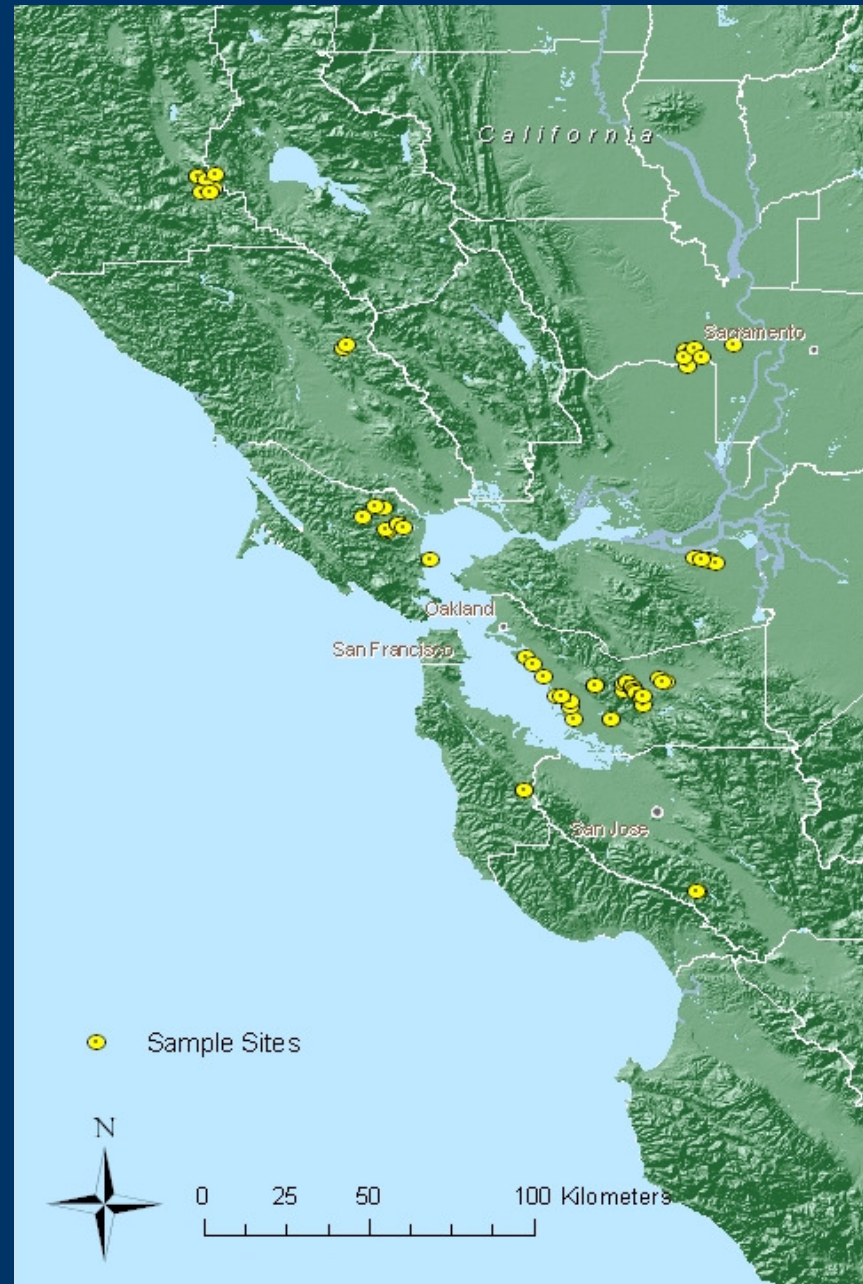 California
Sacramento
Oakland
San Francisco
San Jose
Sample Sites
N
0 25 50 100 Kilometers